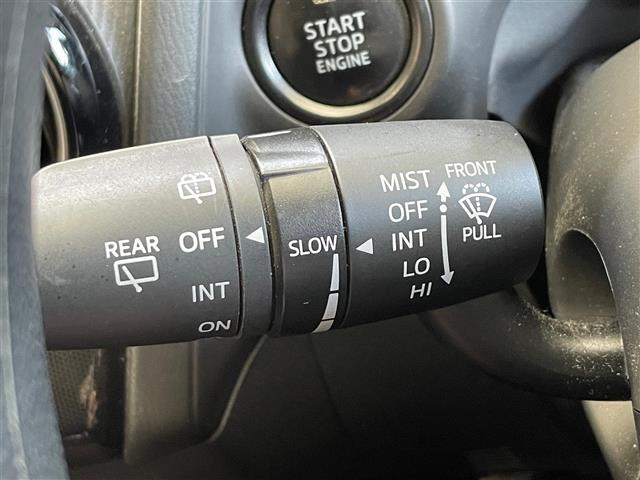 START
STOP
ENGINE
REAR
OFF
INT
ON
SLOW
MIST
OFF
INT
LO
HI
FRONT
PULL